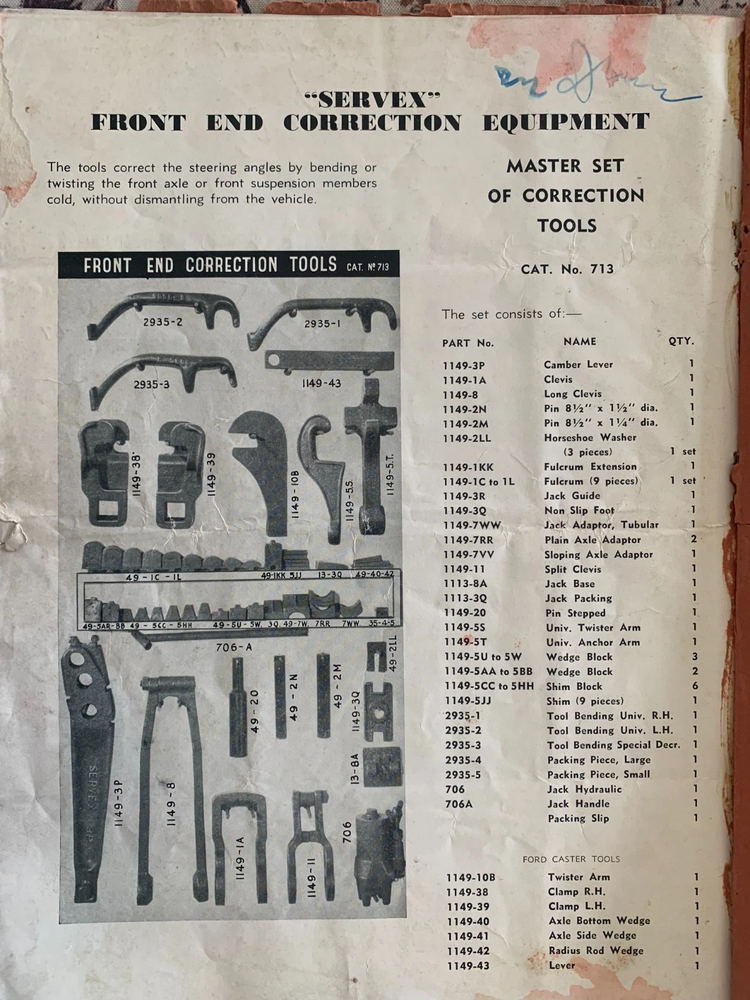 "SERVEX"
FRONT END CORRECTION EQUIPMENT
The tools correct the steering angles by bending or
twisting the front axle or front suspension members
cold, without dismantling from the vehicle.
FRONT END CORRECTION TOOLS CAT. Nº 713
2935-2
2935-1
2935-3
1149-43
1149-38
1149-39
1149-10B
1149-5S
1149-5.T.
49-1C-1L
49-1KK 5JJ 13-3Q 49-40-42
49-5AR-BB 49-5CC-5HH 49-5U-5W. 3Q. 49-7W. 7RR 7WW 35-4-5
706-A
49-2LL
49-20
49-2N
49-2M
1149-3Q
13-8A
SERVEX 3P
1149-3P
1149-8
1149-1A
1149-11
706
MASTER SET
OF CORRECTION
TOOLS
CAT. No. 713
The set consists of:—
PART No. NAME QTY.
1149-3P Camber Lever 1
1149-1A Clevis 1
1149-8 Long Clevis 1
1149-2N Pin 8½" x 1½" dia. 1
1149-2M Pin 8½" x 1¼" dia. 1
1149-2LL Horseshoe Washer
(3 pieces) 1 set
1149-1KK Fulcrum Extension 1
1149-1C to 1L Fulcrum (9 pieces) 1 set
1149-3R Jack Guide 1
1149-3Q Non Slip Foot 1
1149-7WW Jack Adaptor, Tubular 1
1149-7RR Plain Axle Adaptor 2
1149-7VV Sloping Axle Adaptor 1
1149-11 Split Clevis 1
1113-8A Jack Base 1
1113-3Q Jack Packing 1
1149-20 Pin Stepped 1
1149-5S Univ. Twister Arm 1
1149-5T Univ. Anchor Arm 1
1149-5U to 5W Wedge Block 3
1149-5AA to 5BB Wedge Block 2
1149-5CC to 5HH Shim Block 6
1149-5JJ Shim (9 pieces) 1
2935-1 Tool Bending Univ. R.H. 1
2935-2 Tool Bending Univ. L.H. 1
2935-3 Tool Bending Special Decr. 1
2935-4 Packing Piece, Large 1
2935-5 Packing Piece, Small 1
706 Jack Hydraulic 1
706A Jack Handle 1
Packing Slip 1
FORD CASTER TOOLS
1149-10B Twister Arm 1
1149-38 Clamp R.H. 1
1149-39 Clamp L.H. 1
1149-40 Axle Bottom Wedge 1
1149-41 Axle Side Wedge 1
1149-42 Radius Rod Wedge 1
1149-43 Lever 1